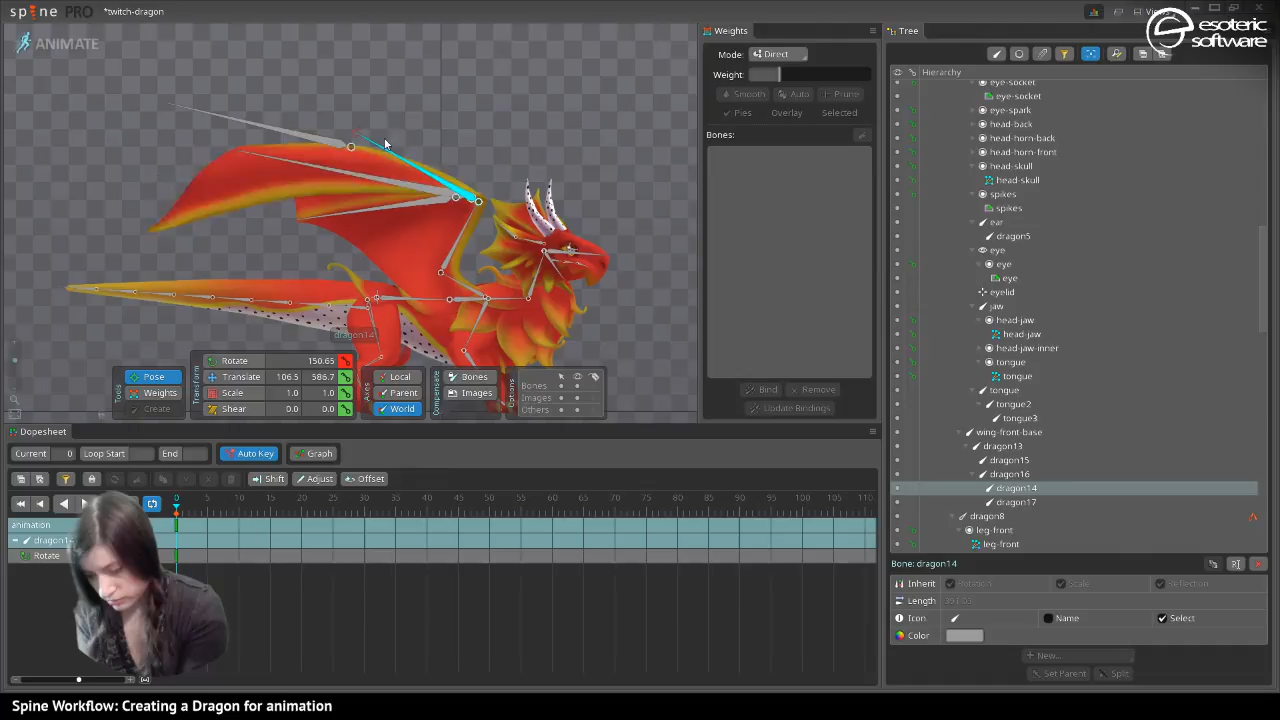 spine PRO *twitch-dragon Views
esoteric software
ANIMATE
Weights
Mode: Direct
Weight:
Smooth Auto Prune
Pies Overlay Selected
Bones:
Bind Remove
Update Bindings
Tree
Hierarchy
eye-socket
eye-socket
eye-spark
head-back
head-horn-back
head-horn-front
head-skull
head-skull
spikes
spikes
ear
dragon5
eye
eye
eye
eyelid
jaw
head-jaw
head-jaw
head-jaw-inner
tongue
tongue
tongue
tongue2
tongue3
wing-front-base
dragon13
dragon15
dragon16
dragon14
dragon17
dragon8
leg-front
leg-front
Bone: dragon14
Inherit Rotation Scale Reflection
Length
Icon Name Select
Color
New...
Set Parent Split
dragon14
Tools
Pose
Weights
Create
Transform
Rotate 150.65
Translate 106.5 586.7
Scale 1.0 1.0
Shear 0.0 0.0
Axes
Local
Parent
World
Compensate
Bones
Images
Options
Bones
Images
Others
Dopesheet
Current 0 Loop Start End Auto Key Graph
Shift Adjust Offset
0 5 10 15 20 25 30 35 40 45 50 55 60 65 70 75 80 85 90 95 100 105 110
animation
Rotate
Spine Workflow: Creating a Dragon for animation